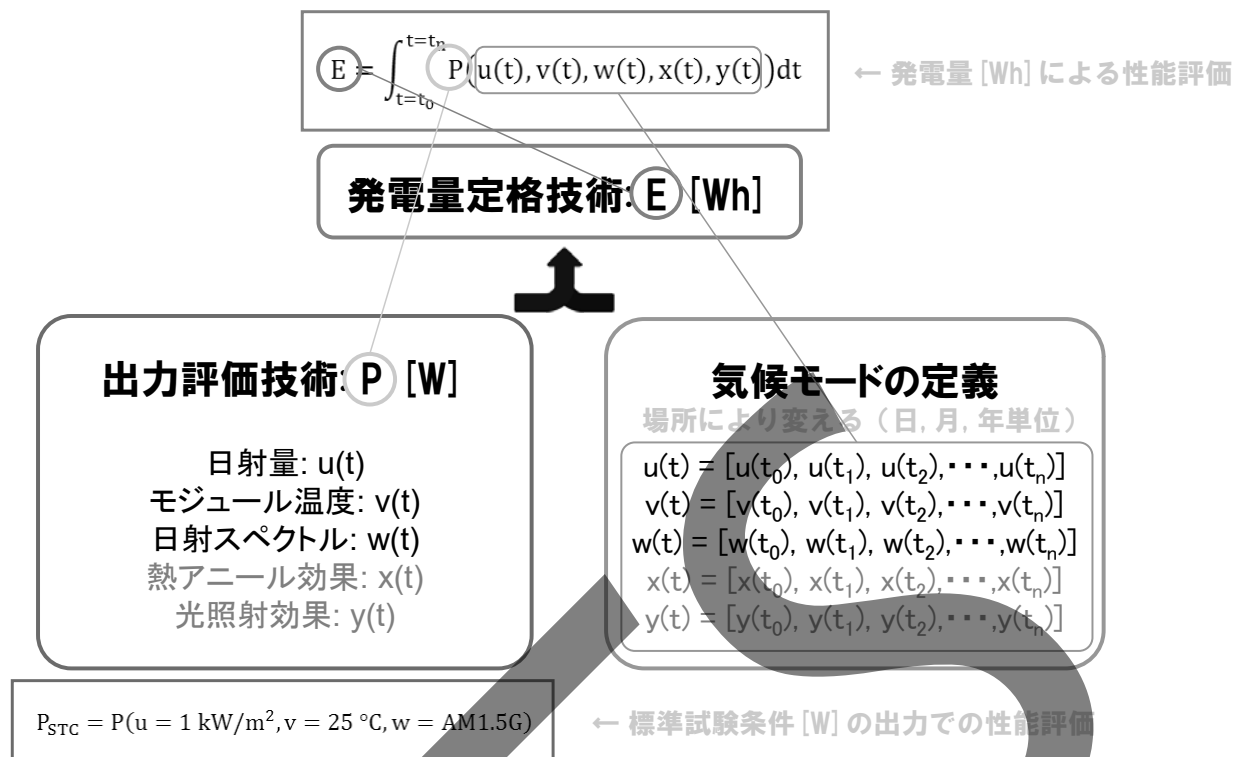 E = ∫_{t=t₀}^{t=tₙ} P(u(t), v(t), w(t), x(t), y(t))dt
← 発電量[Wh]による性能評価
発電量定格技術: E [Wh]
出力評価技術: P [W]
日射量: u(t)
モジュール温度: v(t)
日射スペクトル: w(t)
熱アニール効果: x(t)
光照射効果: y(t)
気候モードの定義
場所により変える（日, 月, 年単位）
u(t) = [u(t₀), u(t₁), u(t₂),・・・,u(tₙ)]
v(t) = [v(t₀), v(t₁), v(t₂),・・・,v(tₙ)]
w(t) = [w(t₀), w(t₁), w(t₂),・・・,w(tₙ)]
x(t) = [x(t₀), x(t₁), x(t₂),・・・,x(tₙ)]
y(t) = [y(t₀), y(t₁), y(t₂),・・・,y(tₙ)]
P_STC = P(u = 1 kW/m², v = 25 °C, w = AM1.5G)
← 標準試験条件[W]の出力での性能評価